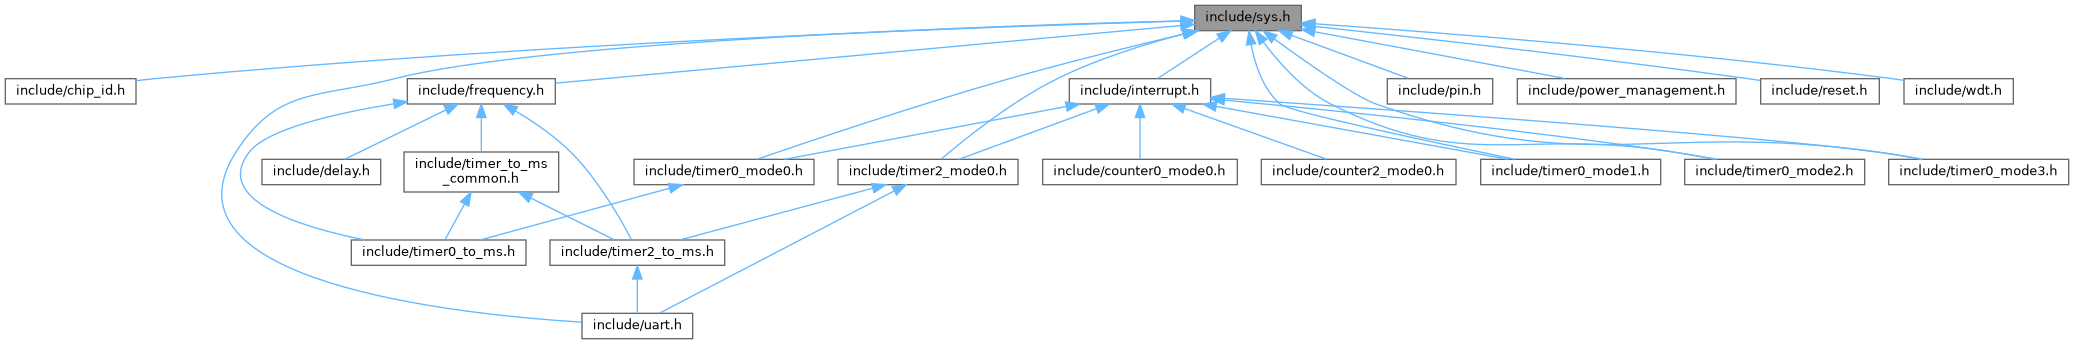 include/sys.h
include/chip_id.h
include/frequency.h
include/interrupt.h
include/pin.h
include/power_management.h
include/reset.h
include/wdt.h
include/delay.h
include/timer_to_ms
_common.h
include/timer0_mode0.h
include/timer2_mode0.h
include/counter0_mode0.h
include/counter2_mode0.h
include/timer0_mode1.h
include/timer0_mode2.h
include/timer0_mode3.h
include/timer0_to_ms.h
include/timer2_to_ms.h
include/uart.h